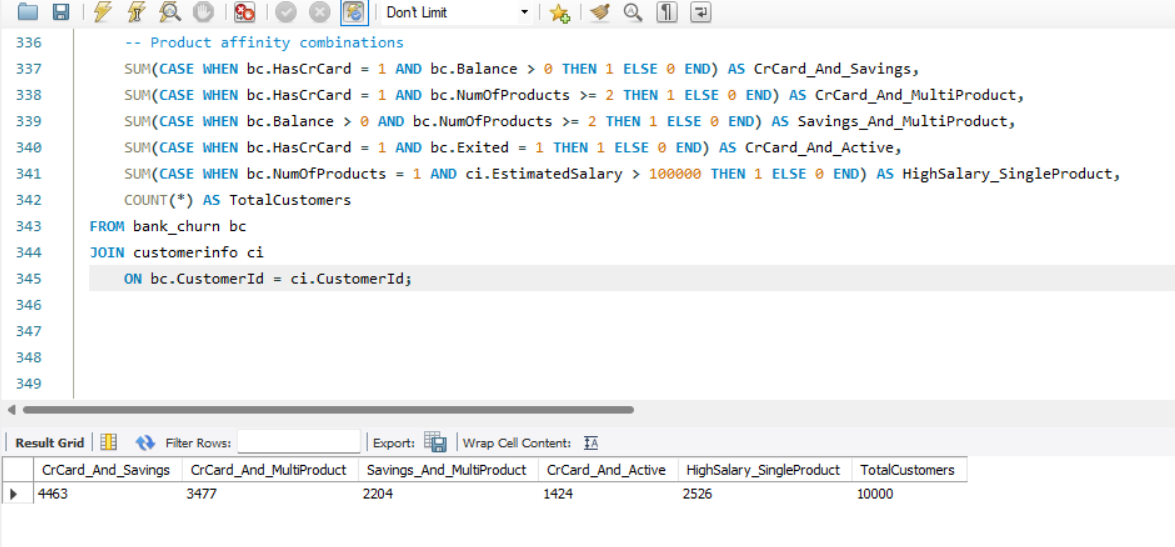 Don't Limit
336 -- Product affinity combinations
337 SUM(CASE WHEN bc.HasCrCard = 1 AND bc.Balance > 0 THEN 1 ELSE 0 END) AS CrCard_And_Savings,
338 SUM(CASE WHEN bc.HasCrCard = 1 AND bc.NumOfProducts >= 2 THEN 1 ELSE 0 END) AS CrCard_And_MultiProduct,
339 SUM(CASE WHEN bc.Balance > 0 AND bc.NumOfProducts >= 2 THEN 1 ELSE 0 END) AS Savings_And_MultiProduct,
340 SUM(CASE WHEN bc.HasCrCard = 1 AND bc.Exited = 1 THEN 1 ELSE 0 END) AS CrCard_And_Active,
341 SUM(CASE WHEN bc.NumOfProducts = 1 AND ci.EstimatedSalary > 100000 THEN 1 ELSE 0 END) AS HighSalary_SingleProduct,
342 COUNT(*) AS TotalCustomers
343 FROM bank_churn bc
344 JOIN customerinfo ci
345 ON bc.CustomerId = ci.CustomerId;
346
347
348
349
Result Grid Filter Rows: Export: Wrap Cell Content: IA
CrCard_And_Savings CrCard_And_MultiProduct Savings_And_MultiProduct CrCard_And_Active HighSalary_SingleProduct TotalCustomers
4463 3477 2204 1424 2526 10000